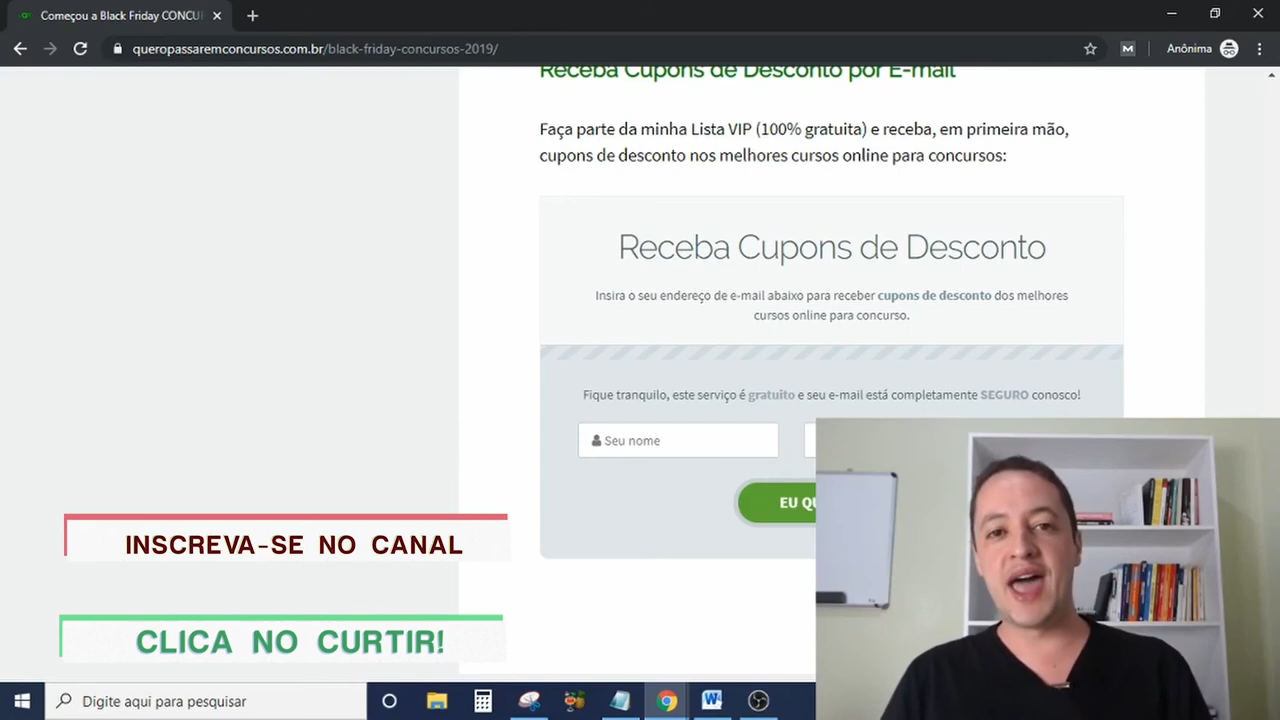 Começou a Black Friday CONCU
queropassaremconcursos.com.br/black-friday-concursos-2019/
Anônima
Receba Cupons de Desconto por E-mail
Faça parte da minha Lista VIP (100% gratuita) e receba, em primeira mão,
cupons de desconto nos melhores cursos online para concursos:
Receba Cupons de Desconto
Insira o seu endereço de e-mail abaixo para receber cupons de desconto dos melhores
cursos online para concurso.
Fique tranquilo, este serviço é gratuito e seu e-mail está completamente SEGURO conosco!
Seu nome
EU QU
INSCREVA-SE NO CANAL
CLICA NO CURTIR!
Digite aqui para pesquisar